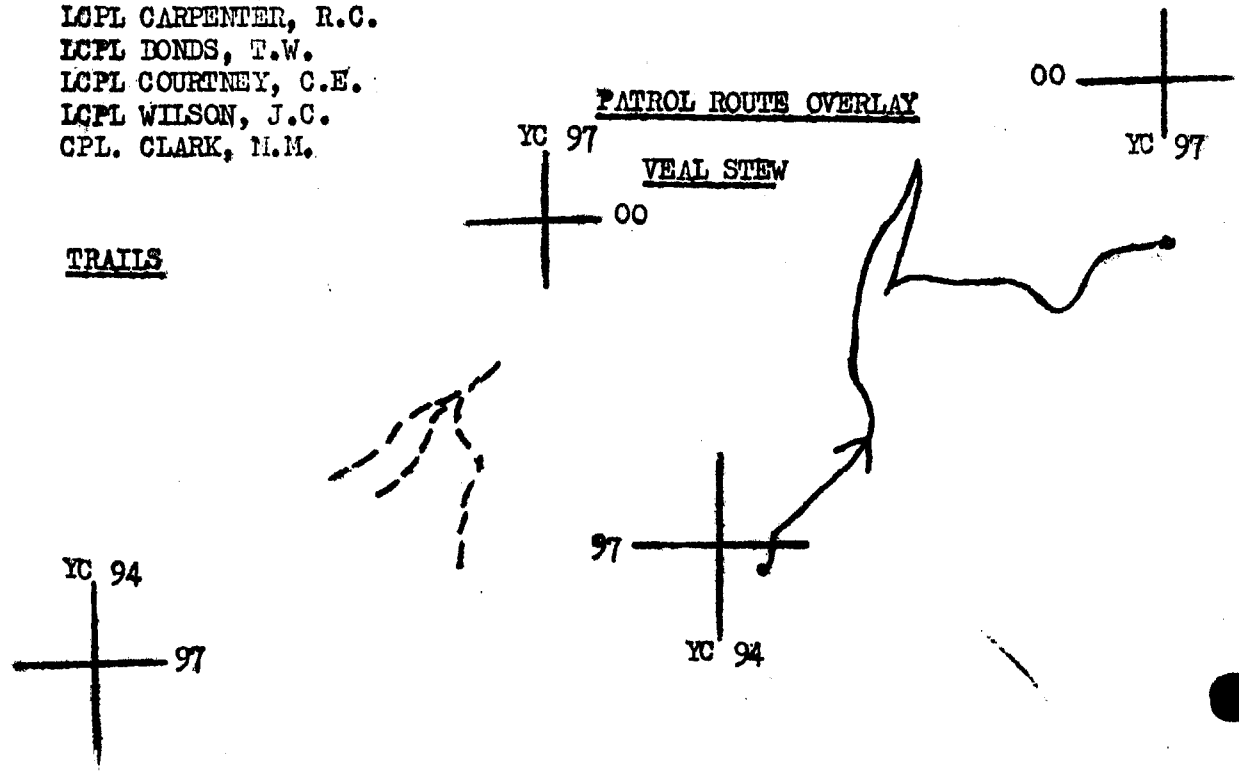 LCPL CARPENTER, R.C.
LCPL BONDS, T.W.
LCPL COURTNEY, C.E.
LCPL WILSON, J.C.
CPL. CLARK, M.M.
PATROL ROUTE OVERLAY
VEAL STEW
00
YC 97
YC 97
00
TRAILS
97
YC 94
YC 94
97